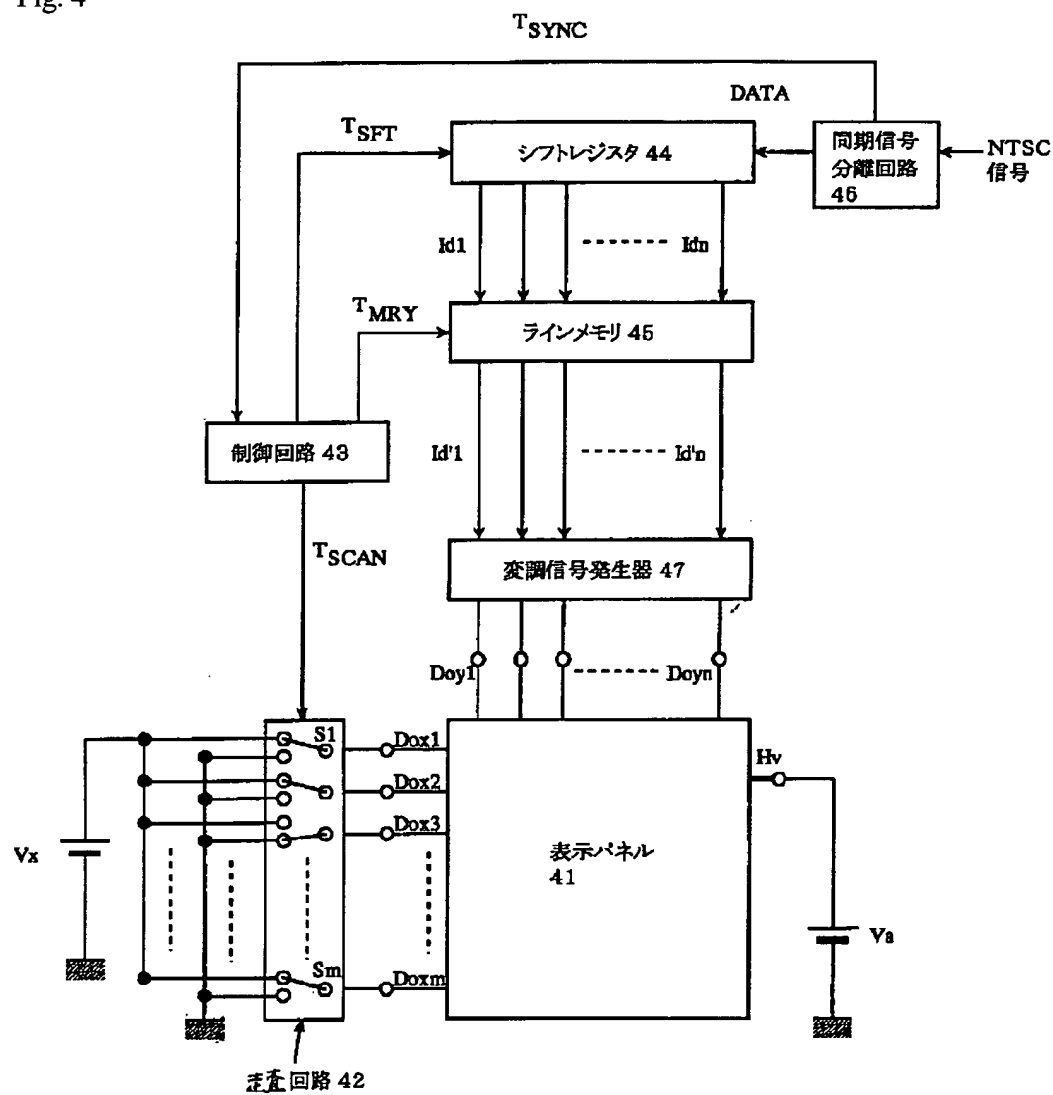 Fig. 4
TSYNC
DATA
TSFT
シフトレジスタ 44
同期信号
分離回路
46
NTSC
信号
Id1
Idn
TMRY
ラインメモリ 45
制御回路 43
Id'1
Id'n
TSCAN
変調信号発生器 47
Doy1
Doyn
S1
Dox1
Dox2
Dox3
Hv
Vx
表示パネル
41
Va
Sm
Doxm
走査回路 42